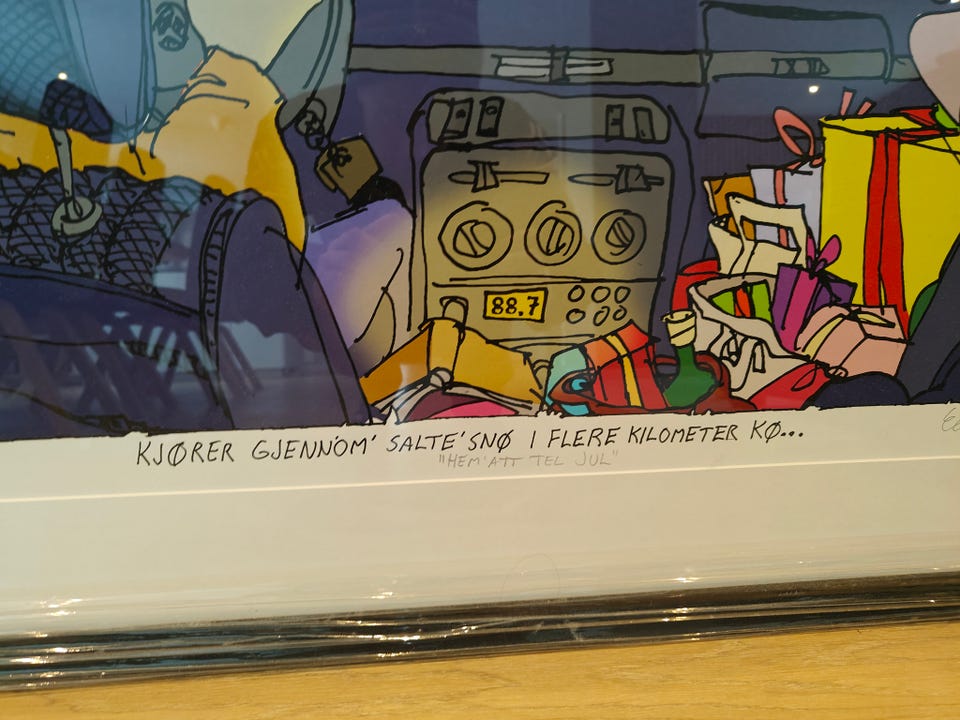 88.7
KJØRER GJENNOM' SALTE'SNØ I FLERE KILOMETER KØ...
"HEM'ATT TEL JUL"